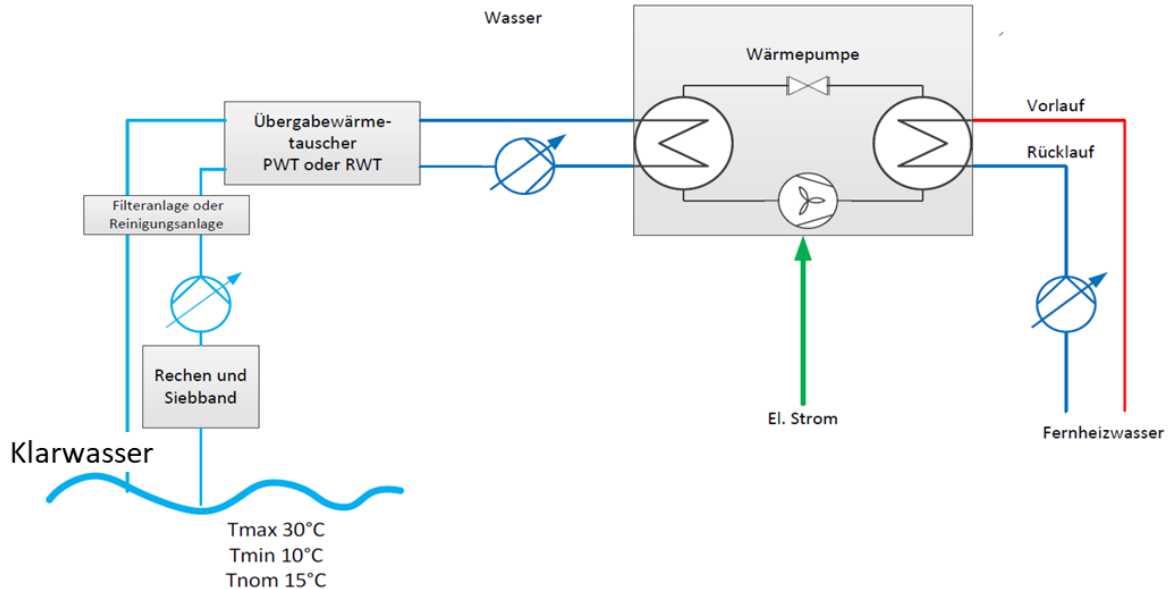 Wasser
Wärmepumpe
Übergabewärme-
tauscher
PWT oder RWT
Vorlauf
Rücklauf
Filteranlage oder
Reinigungsanlage
Rechen und
Siebband
El. Strom
Fernheizwasser
Klarwasser
Tmax 30°C
Tmin 10°C
Tnom 15°C